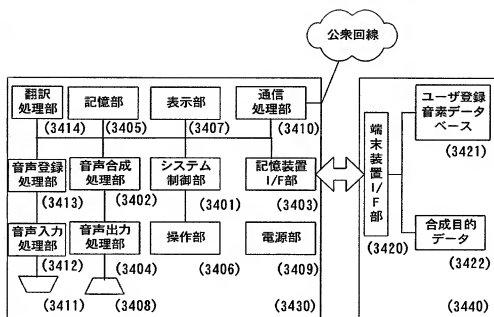 公衆回線
翻訳
処理部
(3414)
記憶部
(3405)
表示部
(3407)
通信
処理部
(3410)
音声登録
処理部
(3413)
音声合成
処理部
(3402)
システム
制御部
(3401)
記憶装置
I/F部
(3403)
音声入力
処理部
(3412)
音声出力
処理部
(3404)
操作部
(3406)
電源部
(3409)
(3411)
(3408)
(3430)
端末装置I/F部
(3420)
ユーザ登録
音素データ
ベース
(3421)
合成目的
データ
(3422)
(3440)